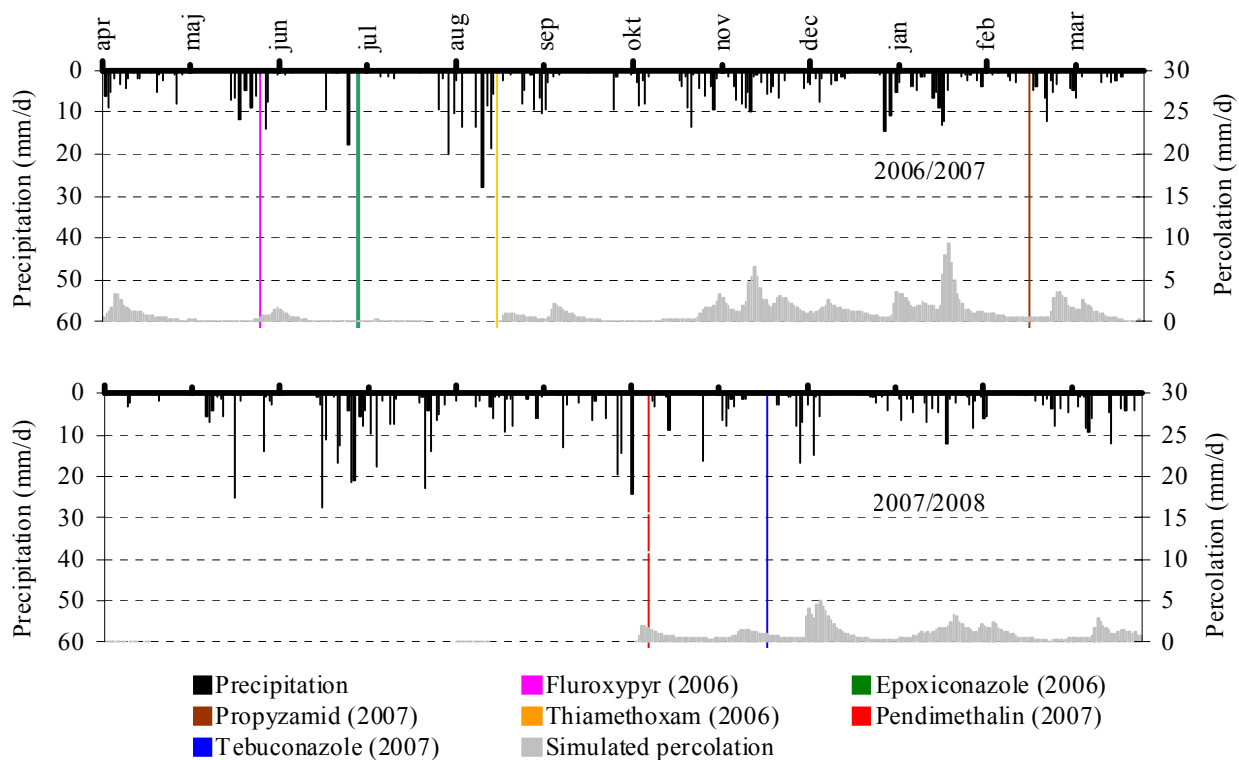 apr maj jun jul aug sep okt nov dec jan feb mar
0 30
10 25
20 20
2006/2007
30 15
40 10
50 5
60 0
Precipitation (mm/d)
Percolation (mm/d)
0 30
10 25
20 20
2007/2008
30 15
40 10
50 5
60 0
Precipitation (mm/d)
Percolation (mm/d)
Precipitation Fluroxypyr (2006) Epoxiconazole (2006)
Propyzamid (2007) Thiamethoxam (2006) Pendimethalin (2007)
Tebuconazole (2007) Simulated percolation